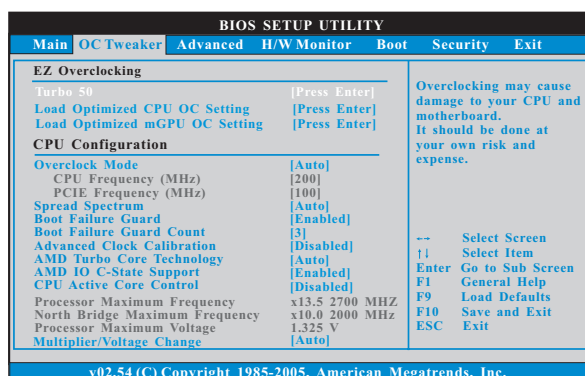 BIOS SETUP UTILITY
Main OC Tweaker Advanced H/W Monitor Boot Security Exit
EZ Overclocking
Turbo 50 [Press Enter]
Load Optimized CPU OC Setting [Press Enter]
Load Optimized mGPU OC Setting [Press Enter]
CPU Configuration
Overclock Mode [Auto]
CPU Frequency (MHz) [200]
PCIE Frequency (MHz) [100]
Spread Spectrum [Auto]
Boot Failure Guard [Enabled]
Boot Failure Guard Count [3]
Advanced Clock Calibration [Disabled]
AMD Turbo Core Technology [Auto]
AMD IO C-State Support [Enabled]
CPU Active Core Control [Disabled]
Processor Maximum Frequency x13.5 2700 MHZ
North Bridge Maximum Frequency x10.0 2000 MHz
Processor Maximum Voltage 1.325 V
Multiplier/Voltage Change [Auto]
Overclocking may cause
damage to your CPU and
motherboard.
It should be done at
your own risk and
expense.
←→ Select Screen
↑↓ Select Item
Enter Go to Sub Screen
F1 General Help
F9 Load Defaults
F10 Save and Exit
ESC Exit
v02.54 (C) Copyright 1985-2005, American Megatrends, Inc.